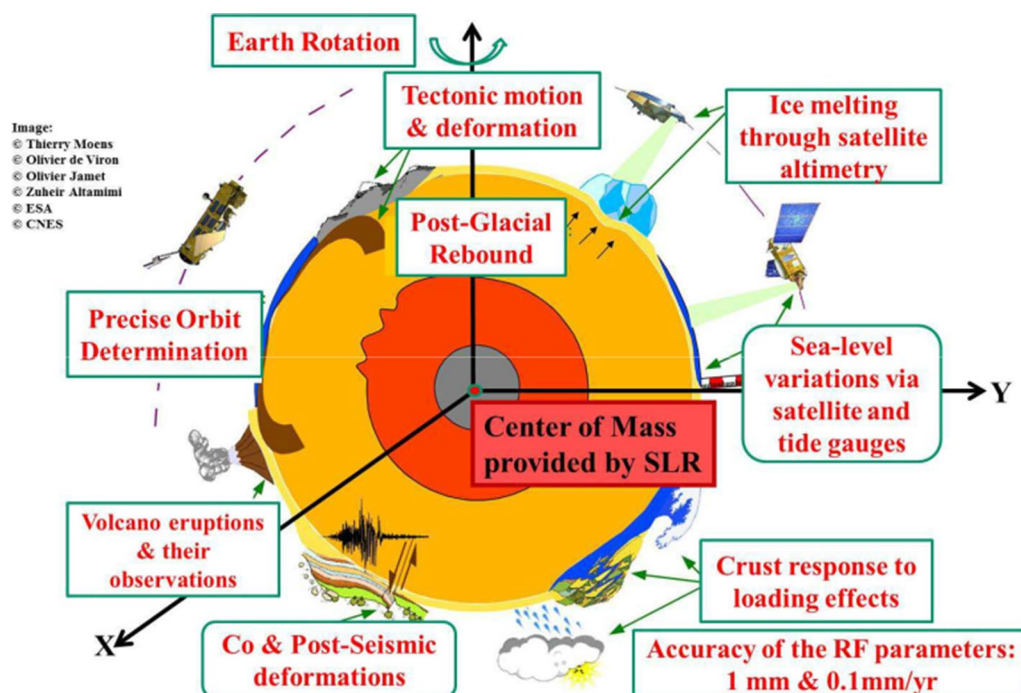 Earth Rotation
Tectonic motion
& deformation
Ice melting
through satellite
altimetry
Image:
© Thierry Moens
© Olivier de Viron
© Olivier Jamet
© Zuheir Altamimi
© ESA
© CNES
Post-Glacial
Rebound
Precise Orbit
Determination
Sea-level
variations via
satellite and
tide gauges
Y
Center of Mass
provided by SLR
Volcano eruptions
& their
observations
Crust response to
loading effects
X
Co & Post-Seismic
deformations
Accuracy of the RF parameters:
1 mm & 0.1mm/yr